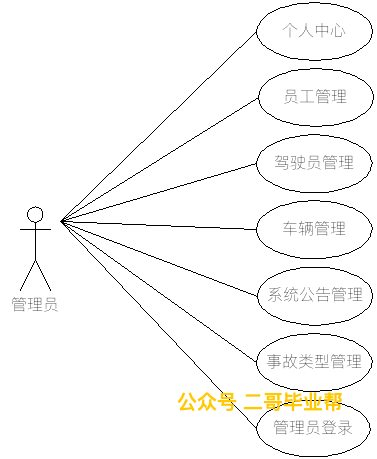 个人中心
员工管理
驾驶员管理
车辆管理
系统公告管理
管理员
事故类型管理
公众号 二哥毕业帮
管理员登录